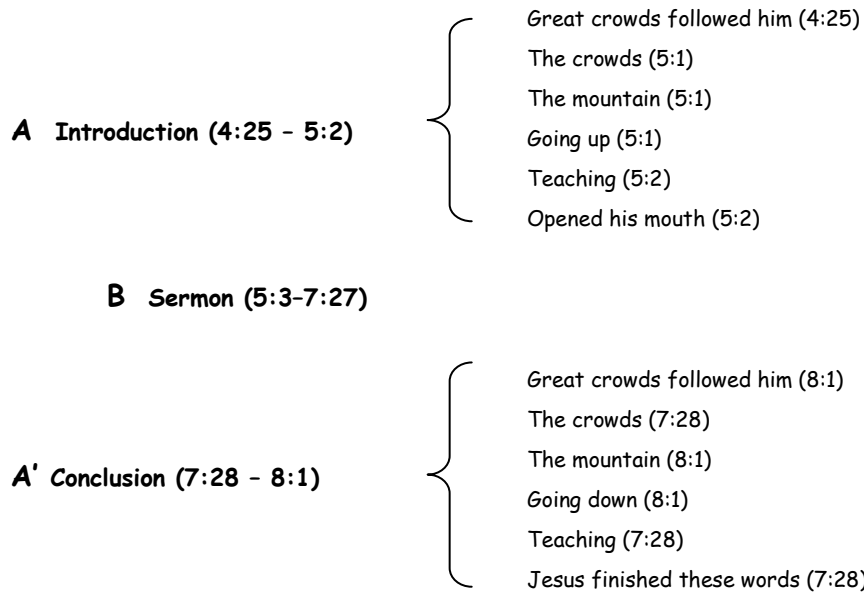 Great crowds followed him (4:25)
The crowds (5:1)
The mountain (5:1)
A Introduction (4:25 – 5:2)
Going up (5:1)
Teaching (5:2)
Opened his mouth (5:2)
B Sermon (5:3–7:27)
Great crowds followed him (8:1)
The crowds (7:28)
The mountain (8:1)
A' Conclusion (7:28 – 8:1)
Going down (8:1)
Teaching (7:28)
Jesus finished these words (7:28)